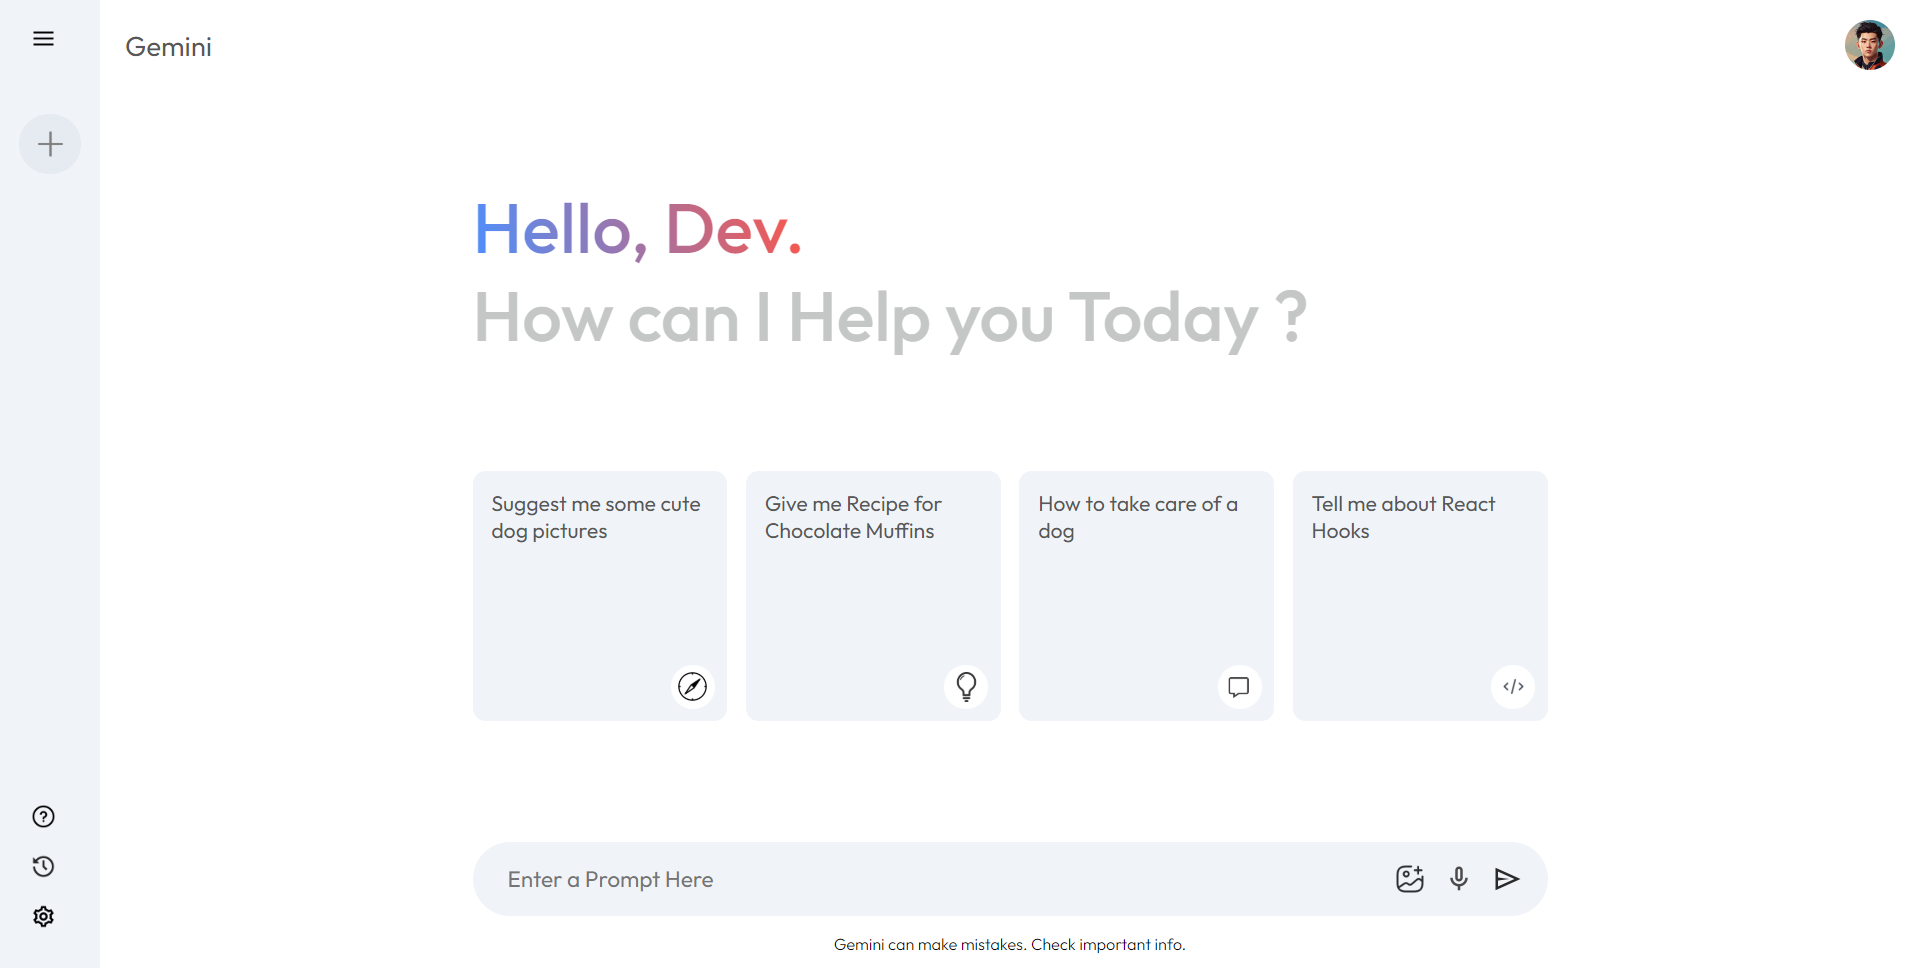 Gemini
Hello, Dev.
How can I Help you Today ?
Suggest me some cute
dog pictures
Give me Recipe for
Chocolate Muffins
How to take care of a
dog
Tell me about React
Hooks
Enter a Prompt Here
Gemini can make mistakes. Check important info.